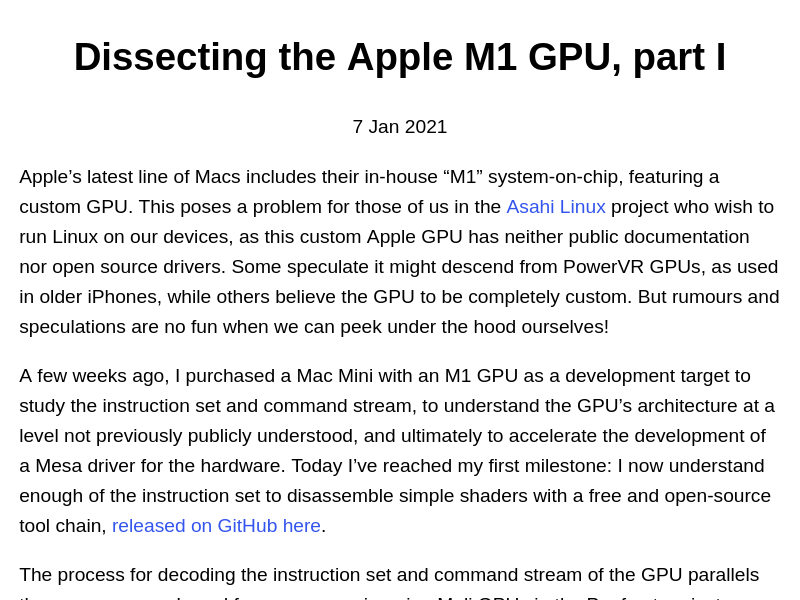 Dissecting the Apple M1 GPU, part I
7 Jan 2021
Apple’s latest line of Macs includes their in-house “M1” system-on-chip, featuring a
custom GPU. This poses a problem for those of us in the Asahi Linux project who wish to
run Linux on our devices, as this custom Apple GPU has neither public documentation
nor open source drivers. Some speculate it might descend from PowerVR GPUs, as used
in older iPhones, while others believe the GPU to be completely custom. But rumours and
speculations are no fun when we can peek under the hood ourselves!
A few weeks ago, I purchased a Mac Mini with an M1 GPU as a development target to
study the instruction set and command stream, to understand the GPU’s architecture at a
level not previously publicly understood, and ultimately to accelerate the development of
a Mesa driver for the hardware. Today I’ve reached my first milestone: I now understand
enough of the instruction set to disassemble simple shaders with a free and open-source
tool chain, released on GitHub here.
The process for decoding the instruction set and command stream of the GPU parallels